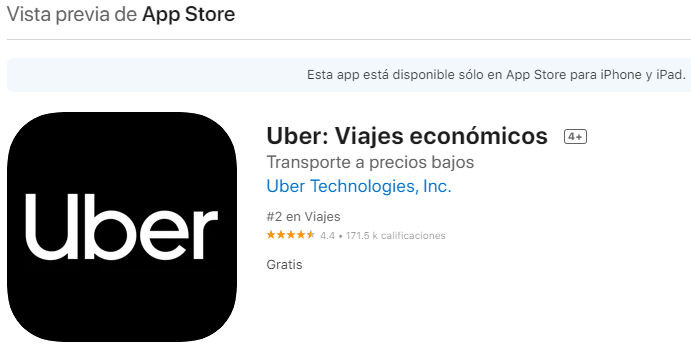 Vista previa de App Store
Esta app está disponible sólo en App Store para iPhone y iPad.
Uber
Uber: Viajes económicos 4+
Transporte a precios bajos
Uber Technologies, Inc.
#2 en Viajes
4.4 • 171.5 k calificaciones
Gratis